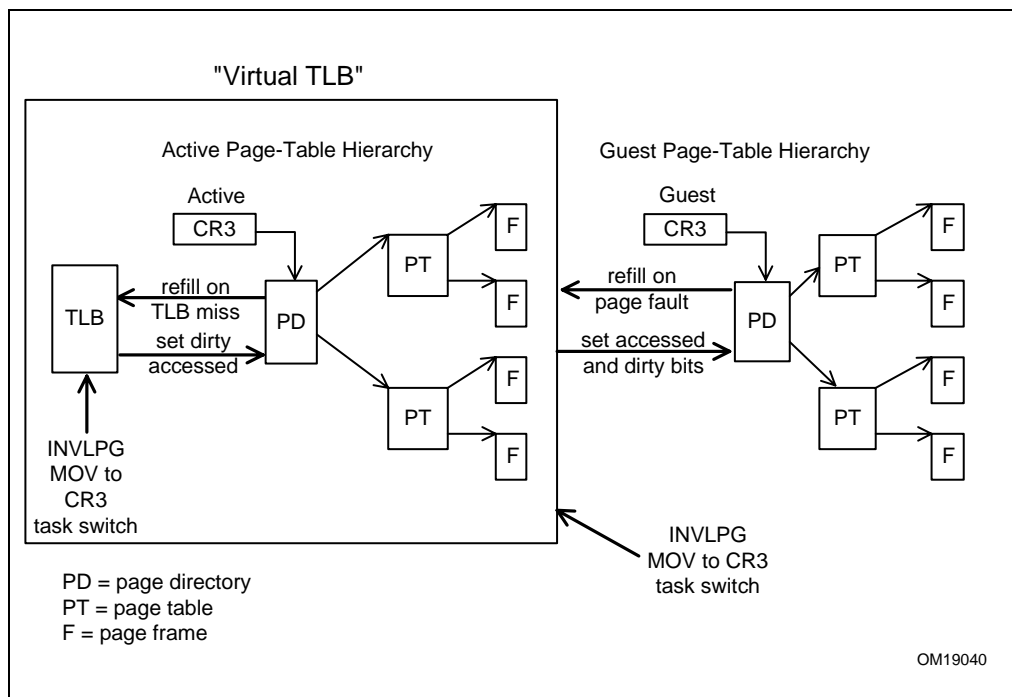 "Virtual TLB"
Active Page-Table Hierarchy
Guest Page-Table Hierarchy
Active
CR3
Guest
CR3
F
F
PT
PT
F
F
TLB
refill on
TLB miss
set dirty
accessed
PD
refill on
page fault
set accessed
and dirty bits
PD
F
F
PT
PT
F
F
INVLPG
MOV to
CR3
task switch
INVLPG
MOV to CR3
task switch
PD = page directory
PT = page table
F = page frame
OM19040